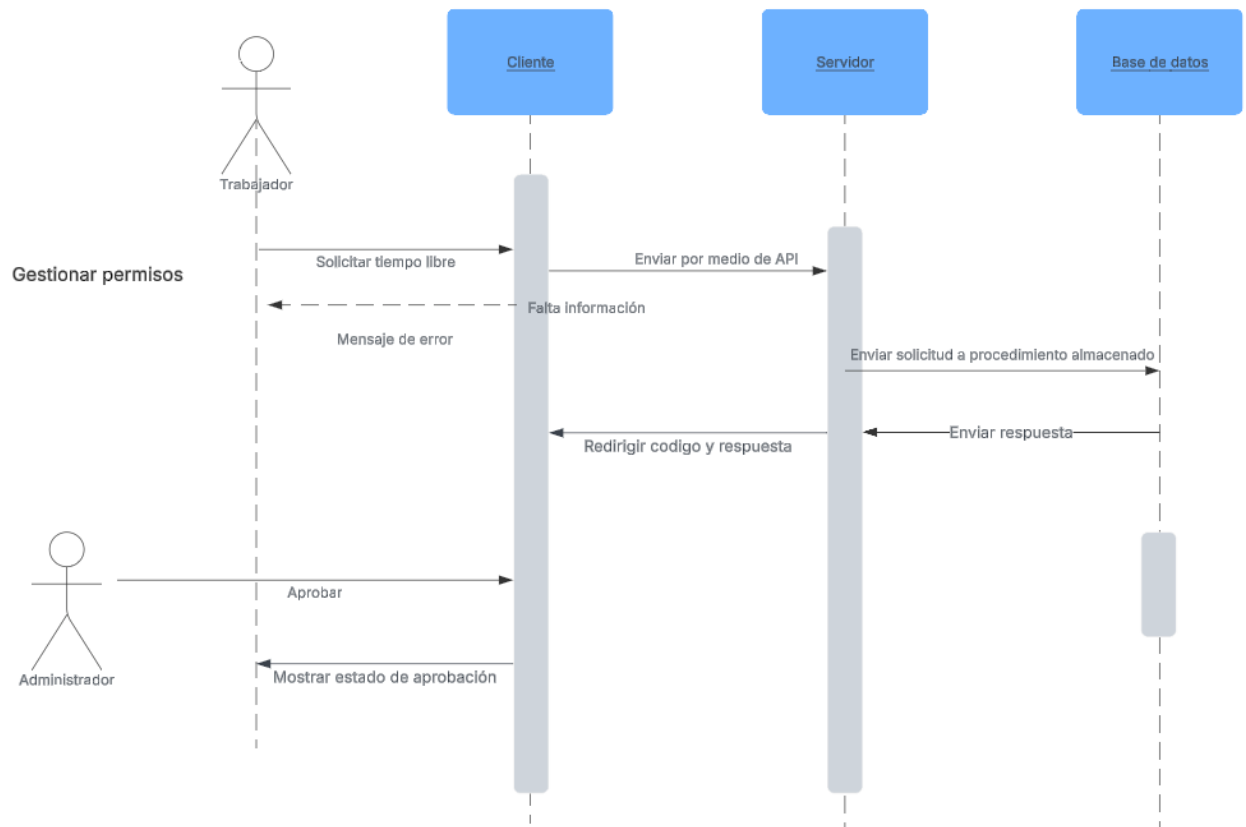 Cliente
Servidor
Base de datos
Trabajador
Solicitar tiempo libre
Enviar por medio de API
Gestionar permisos
Falta información
Mensaje de error
Enviar solicitud a procedimiento almacenado
Enviar respuesta
Redirigir codigo y respuesta
Aprobar
Mostrar estado de aprobación
Administrador